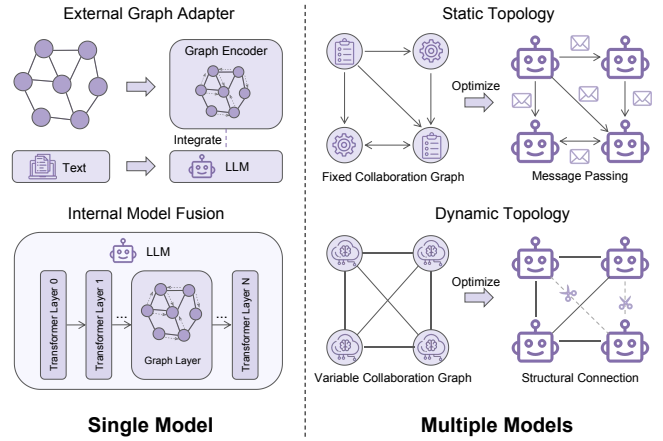 External Graph Adapter
Graph Encoder
Integrate
Text
LLM
Internal Model Fusion
LLM
Transformer Layer 0
Transformer Layer 1
...
Graph Layer
...
Transformer Layer N
Single Model
Static Topology
Optimize
Fixed Collaboration Graph
Message Passing
Dynamic Topology
Optimize
Variable Collaboration Graph
Structural Connection
Multiple Models